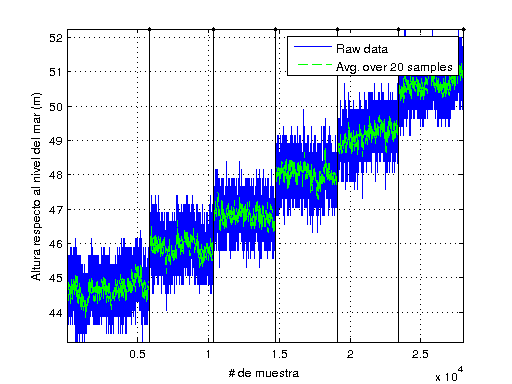 Raw data
Avg. over 20 samples
52
51
50
49
48
47
46
45
44
Altura respecto al nivel del mar (m)
0.5
1
1.5
2
2.5
x 10^4
# de muestra